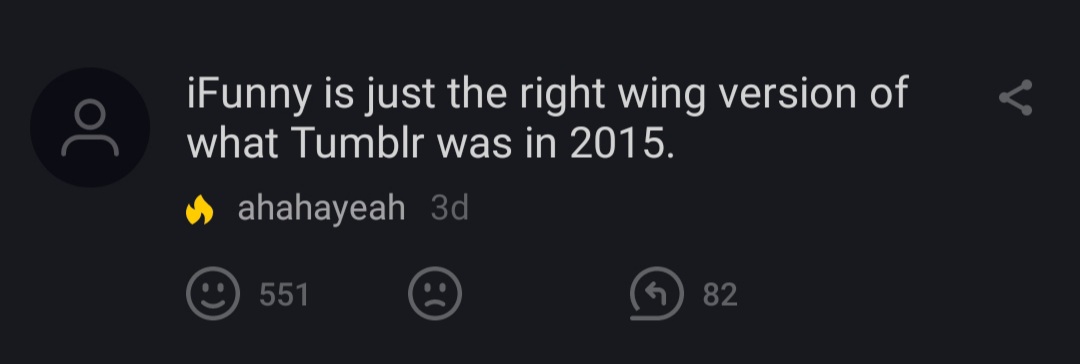 iFunny is just the right wing version of
what Tumblr was in 2015.
ahahayeah 3d
551 82